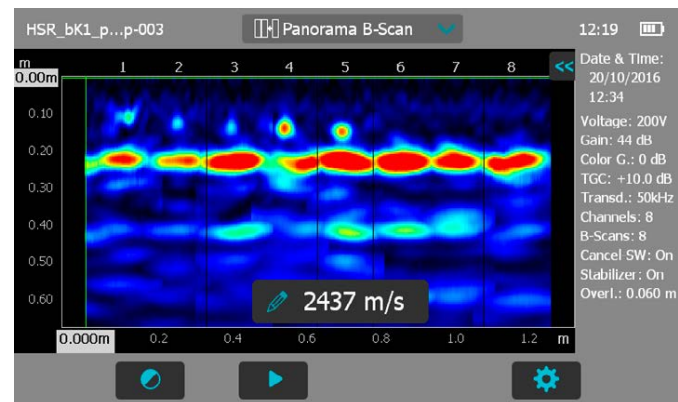 HSR_bK1_p...p-003
Panorama B-Scan
12:19
m
0.00m
1 2 3 4 5 6 7 8
<<
0.10
0.20
0.30
0.40
0.50
0.60
2437 m/s
0.000m 0.2 0.4 0.6 0.8 1.0 1.2 m
Date & Time:
20/10/2016
12:34
Voltage: 200V
Gain: 44 dB
Color G.: 0 dB
TGC: +10.0 dB
Transd.: 50kHz
Channels: 8
B-Scans: 8
Cancel SW: On
Stabilizer: On
Overl.: 0.060 m